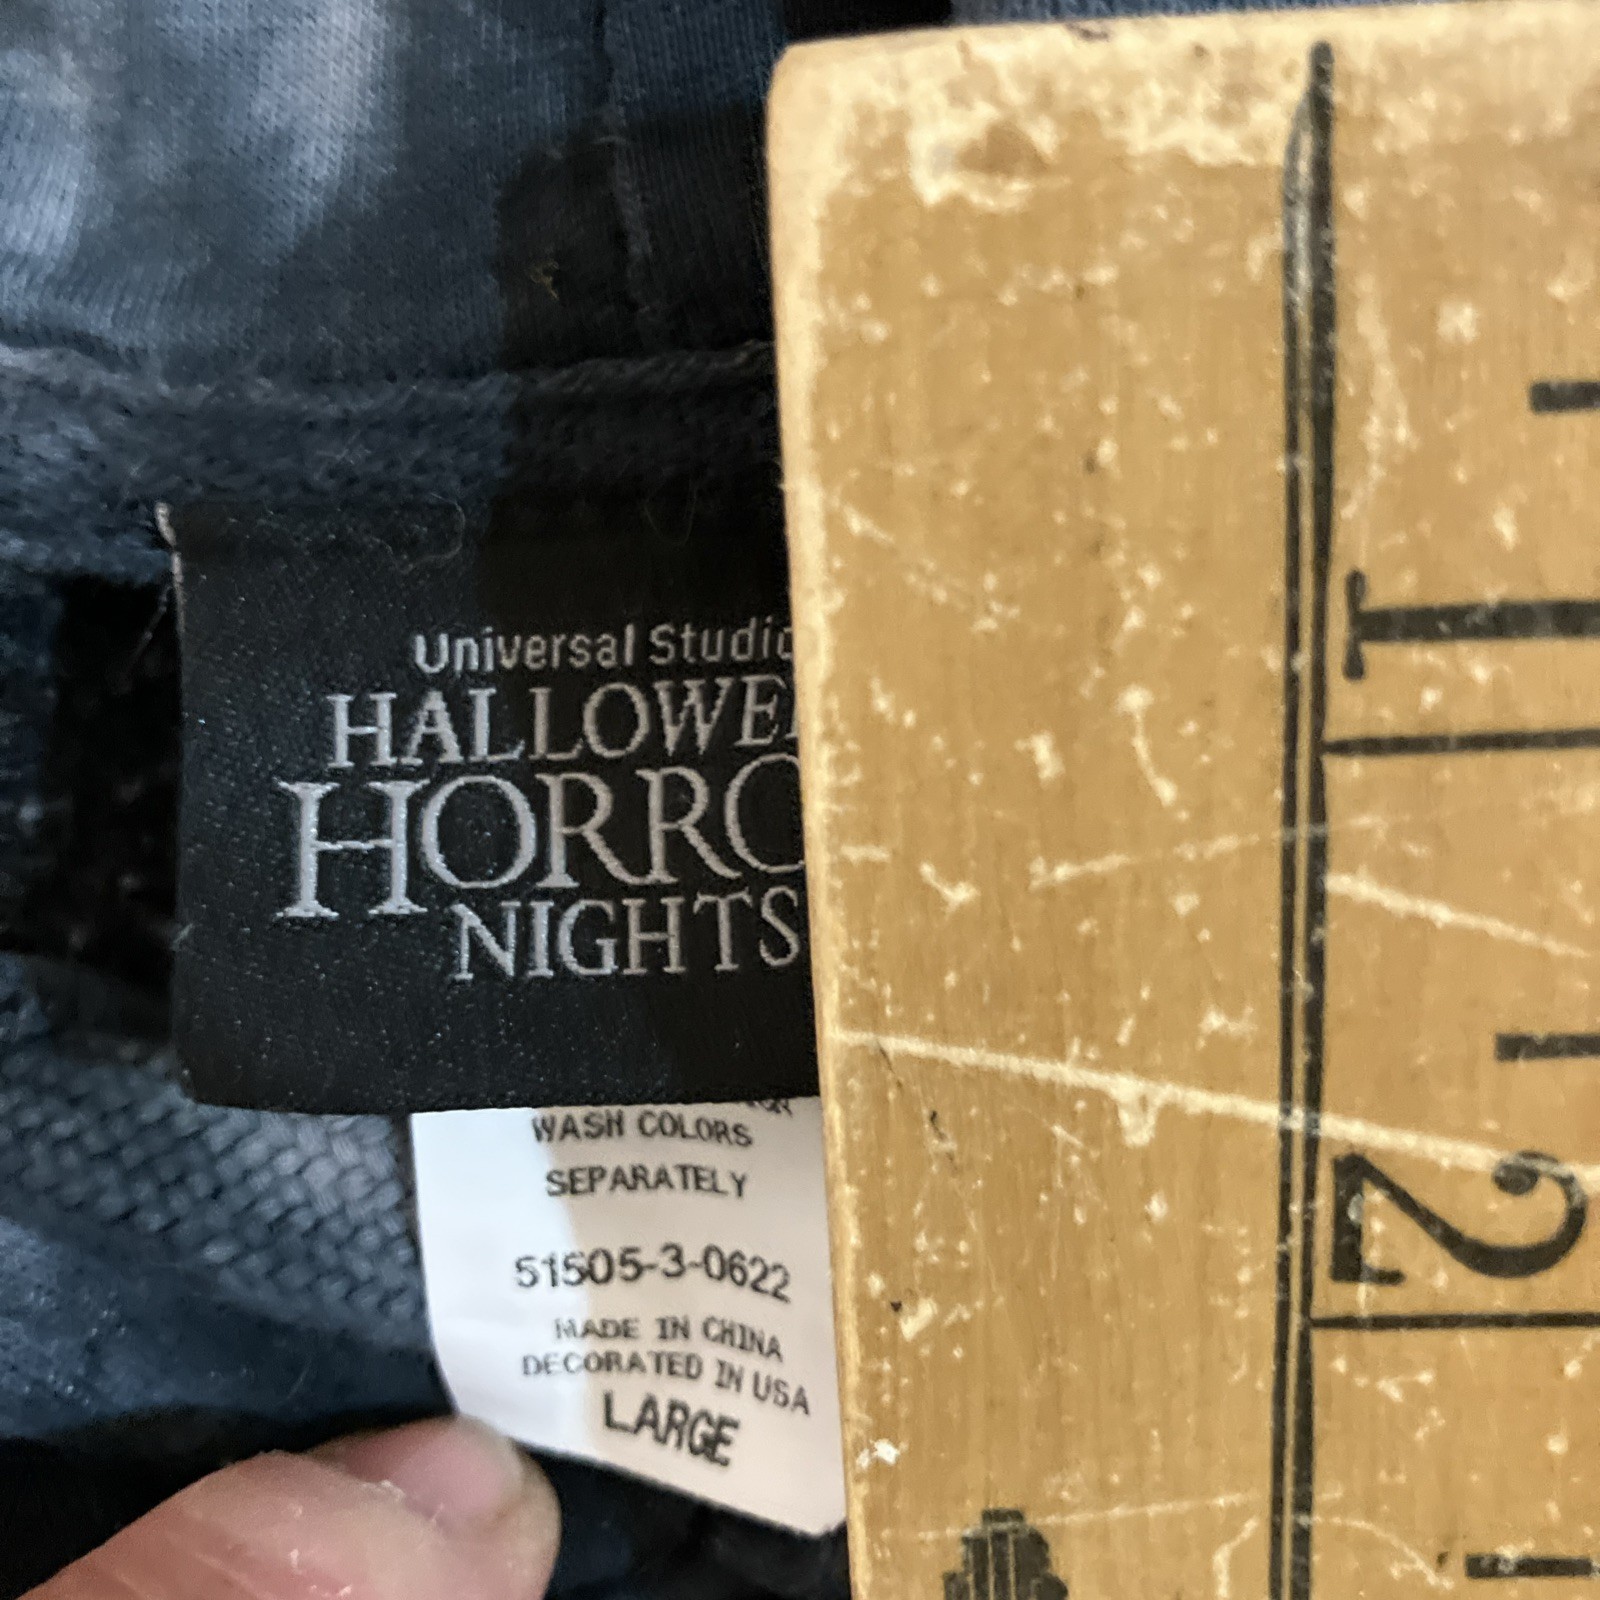 Universal Studio
HALLOWE
HORRO
NIGHTS
WASH COLORS
SEPARATELY
51505-3-0622
MADE IN CHINA
DECORATED IN USA
LARGE
1
2